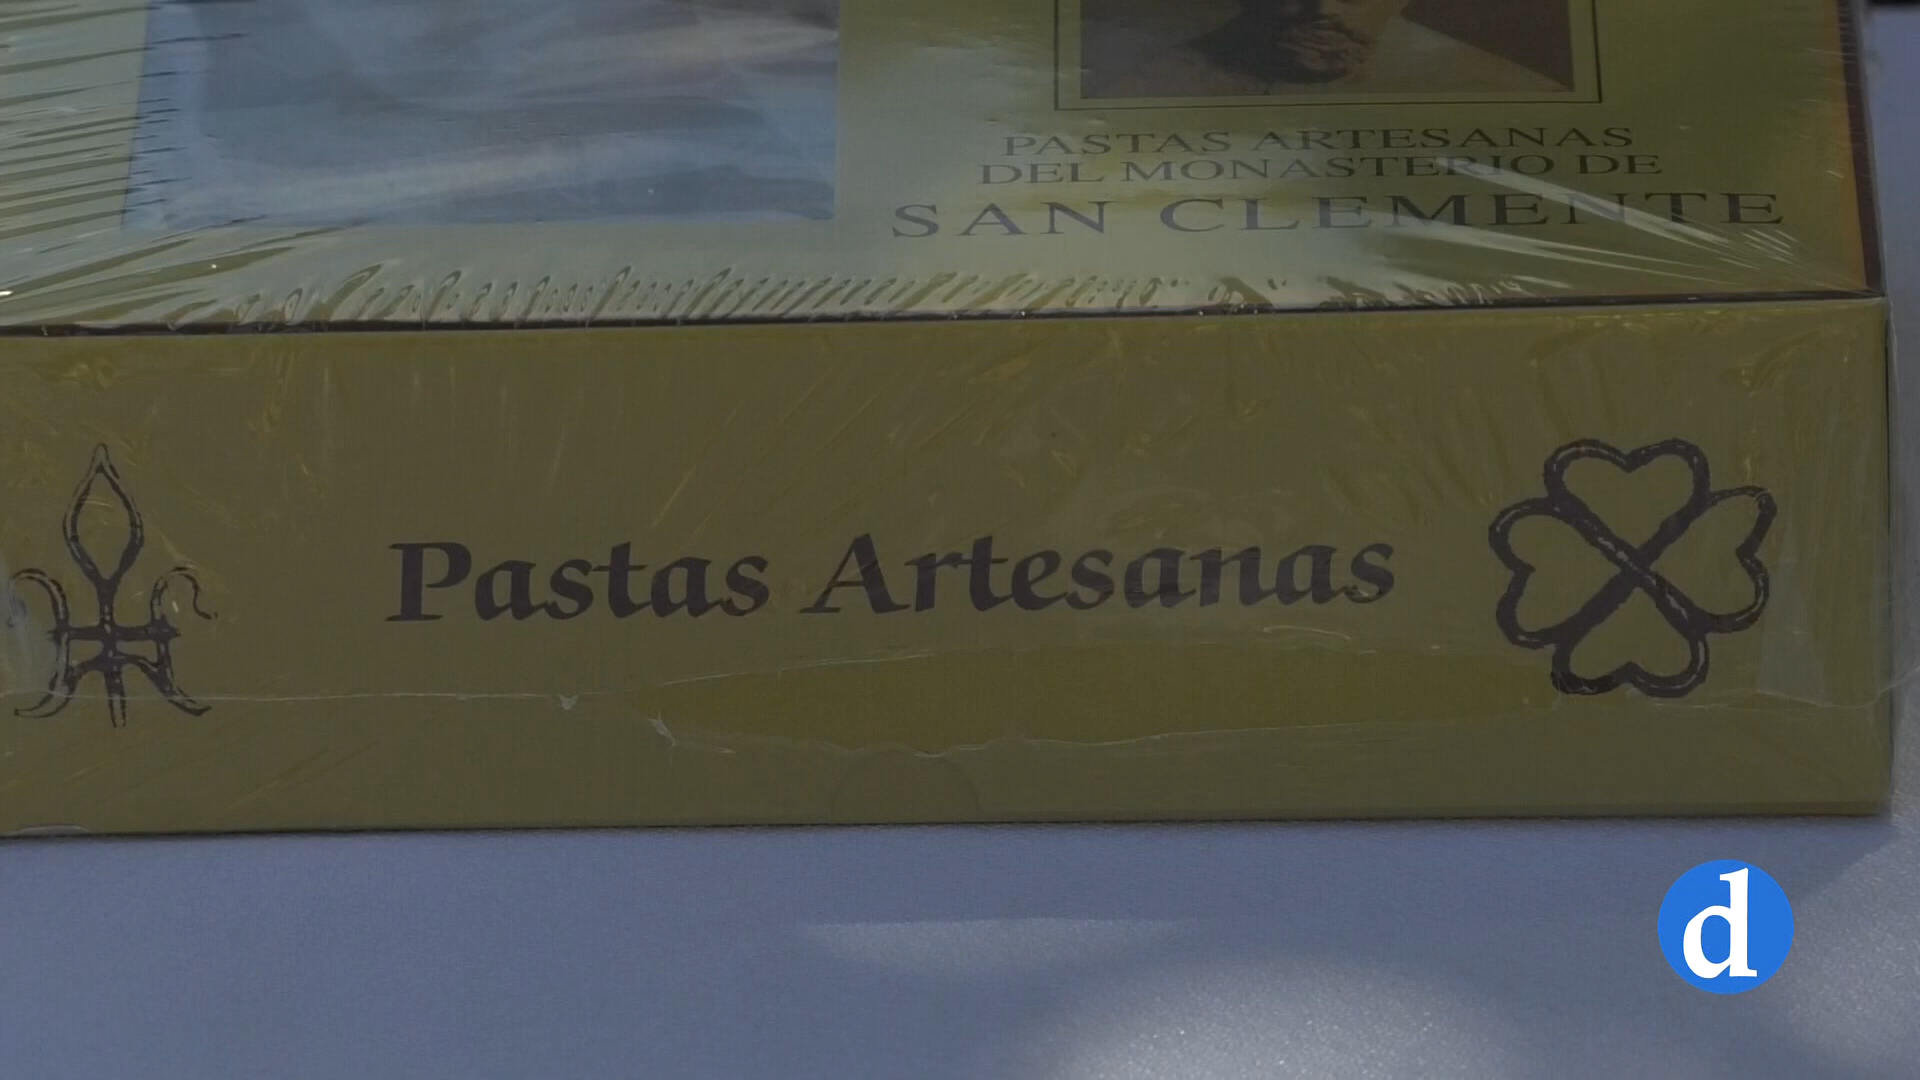 PASTAS ARTESANAS
DEL MONASTERIO DE
SAN CLEMENTE
Pastas Artesanas
d